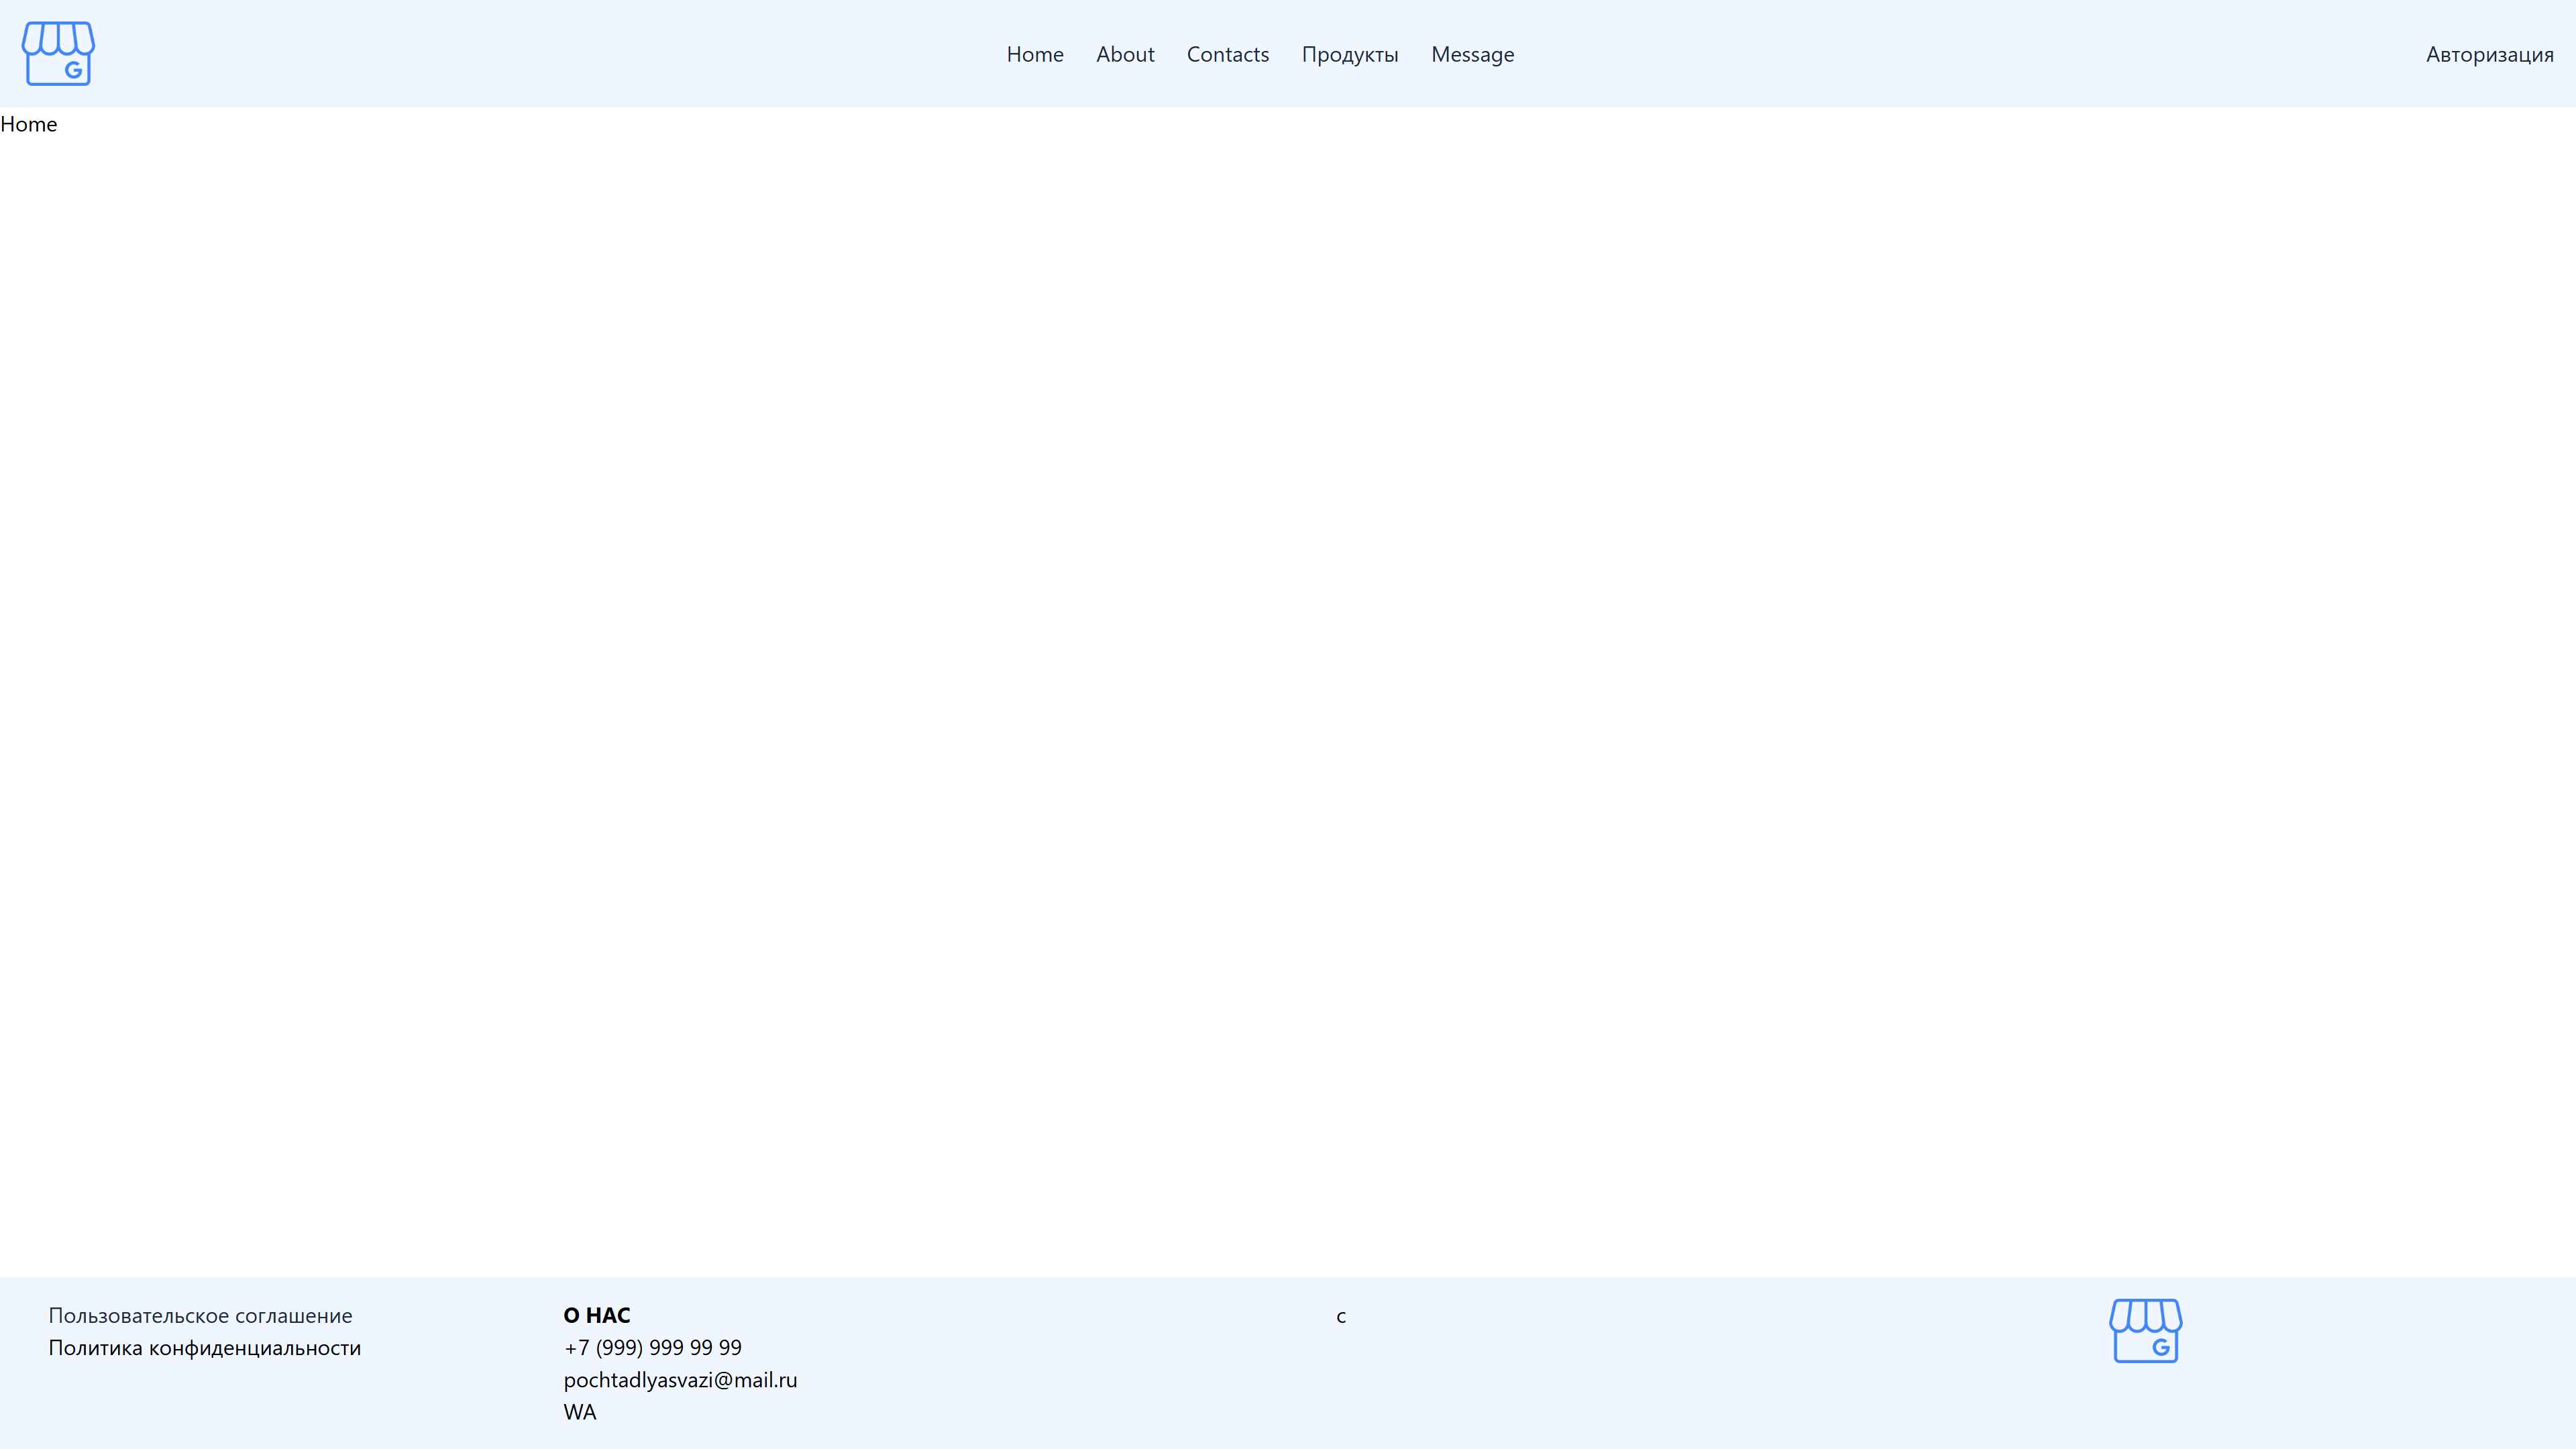 G
Home About Contacts Продукты Message Авторизация
Home
Пользовательское соглашение
Политика конфиденциальности
О НАС
+7 (999) 999 99 99
pochtadlyasvazi@mail.ru
WA
с
G